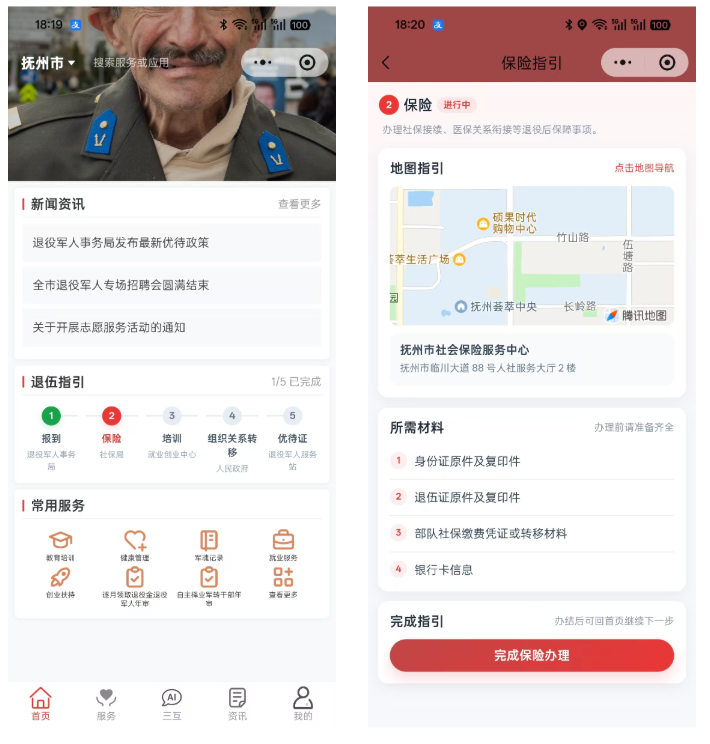 18:19
5G
5G
100
抚州市
搜索服务或应用
新闻资讯
查看更多
退役军人事务局发布最新优待政策
全市退役军人专场招聘会圆满结束
关于开展志愿服务活动的通知
退伍指引
1/5 已完成
1
2
3
4
5
报到
保险
培训
组织关系转
移
优待证
退役军人事务
局
社保局
就业创业中心
人民政府
退役军人服务
站
常用服务
教育培训
健康管理
军魂记录
就业服务
创业扶持
逐月领取退役金退役
军人年审
自主择业军转干部年
审
查看更多
首页
服务
AI
三互
资讯
我的
18:20
5G
5G
100
保险指引
2 保险 进行中
办理社保接续、医保关系衔接等退役后保障事项。
地图指引
点击地图导航
硕果时代
购物中心
竹山路
伍塘路
荟萃生活广场
园
抚州荟萃中央
长岭路
腾讯地图
抚州市社会保险服务中心
抚州市临川大道 88 号人社服务大厅 2 楼
所需材料
办理前请准备齐全
1 身份证原件及复印件
2 退伍证原件及复印件
3 部队社保缴费凭证或转移材料
4 银行卡信息
完成指引
办结后可回首页继续下一步
完成保险办理